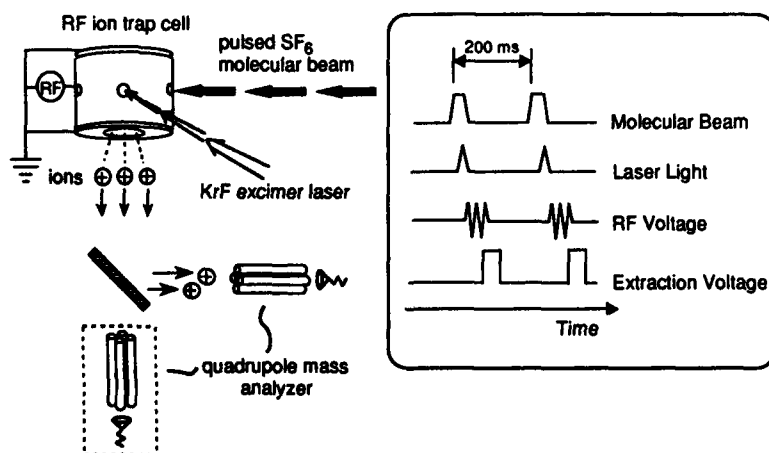 RF ion trap cell
pulsed SF6
molecular beam
RF
ions
KrF excimer laser
quadrupole mass
analyzer
200 ms
Molecular Beam
Laser Light
RF Voltage
Extraction Voltage
Time